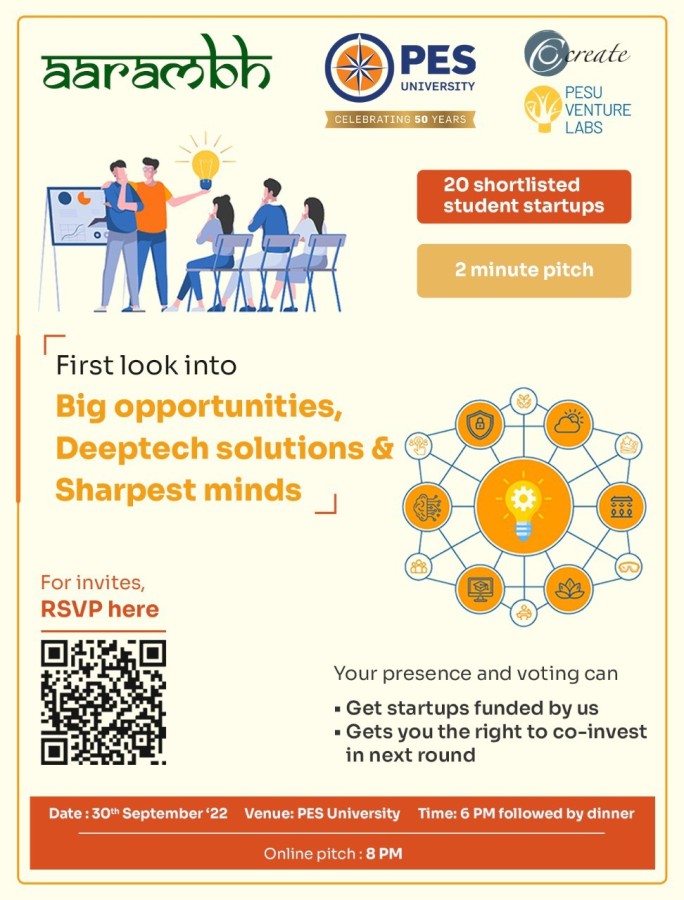 aarambh
PES
UNIVERSITY
CELEBRATING 50 YEARS
create
PESU
VENTURE
LABS
20 shortlisted
student startups
2 minute pitch
First look into
Big opportunities,
Deeptech solutions &
Sharpest minds
For invites,
RSVP here
Your presence and voting can
▪ Get startups funded by us
▪ Gets you the right to co-invest
in next round
Date : 30th September ‘22 Venue: PES University Time: 6 PM followed by dinner
Online pitch : 8 PM